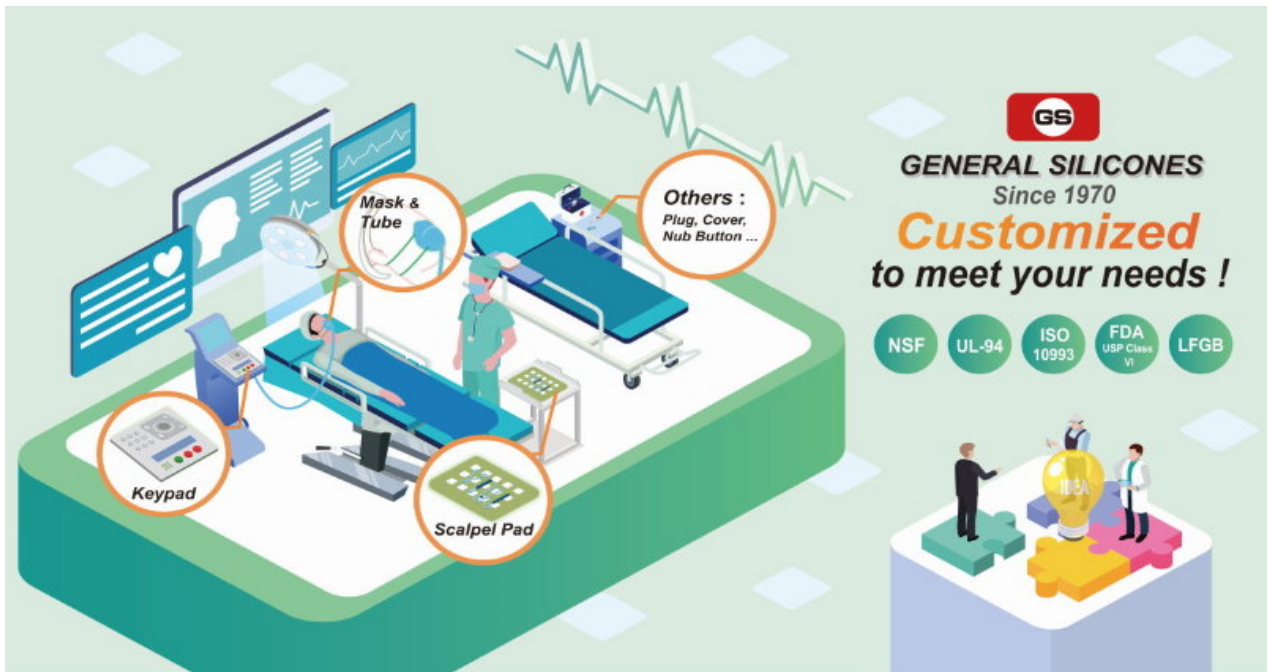 Mask &
Tube
Others :
Plug, Cover,
Nub Button ...
Keypad
Scalpel Pad
GS
GENERAL SILICONES
Since 1970
Customized
to meet your needs !
NSF
UL-94
ISO
10993
FDA
USP Class
VI
LFGB
IDEA